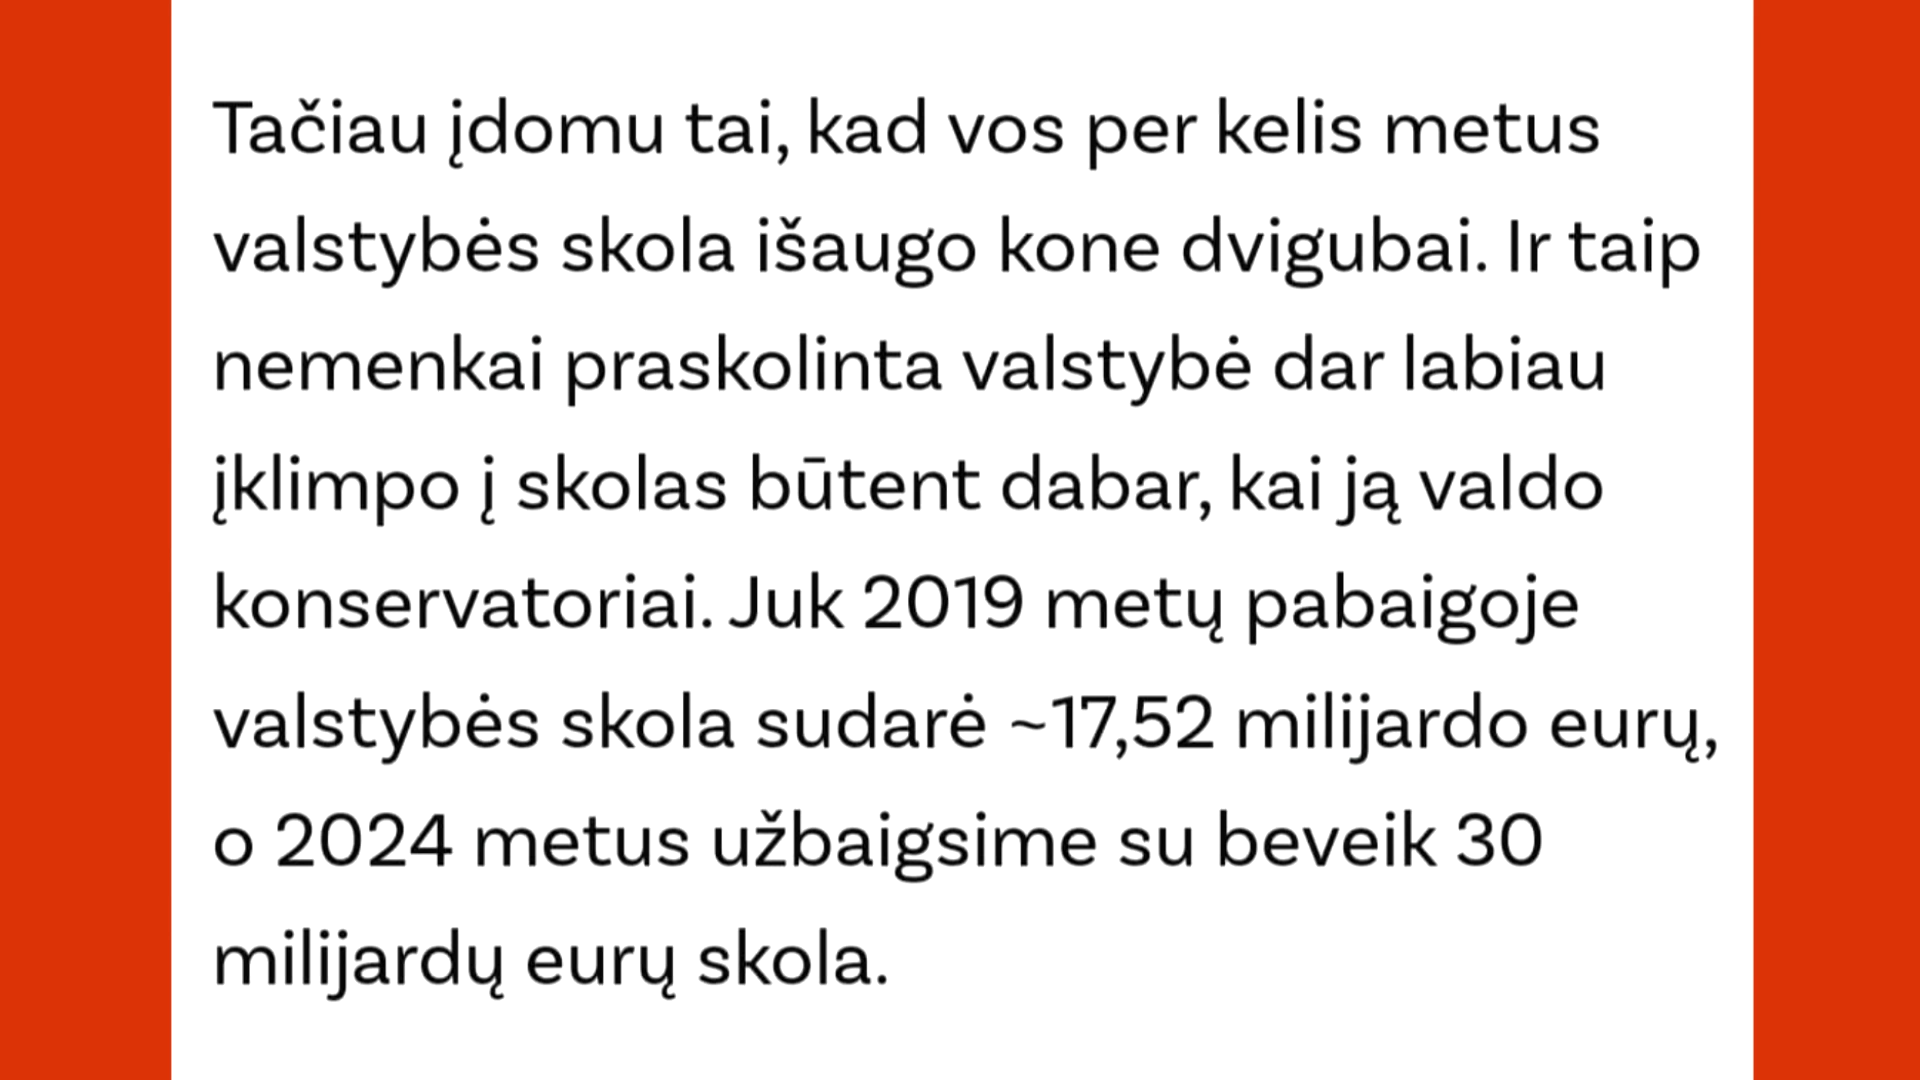 Tačiau įdomu tai, kad vos per kelis metus
valstybės skola išaugo kone dvigubai. Ir taip
nemenkai praskolinta valstybė dar labiau
įklimpo į skolas būtent dabar, kai ją valdo
konservatoriai. Juk 2019 metų pabaigoje
valstybės skola sudarė ~17,52 milijardo eurų,
o 2024 metus užbaigsime su beveik 30
milijardų eurų skola.